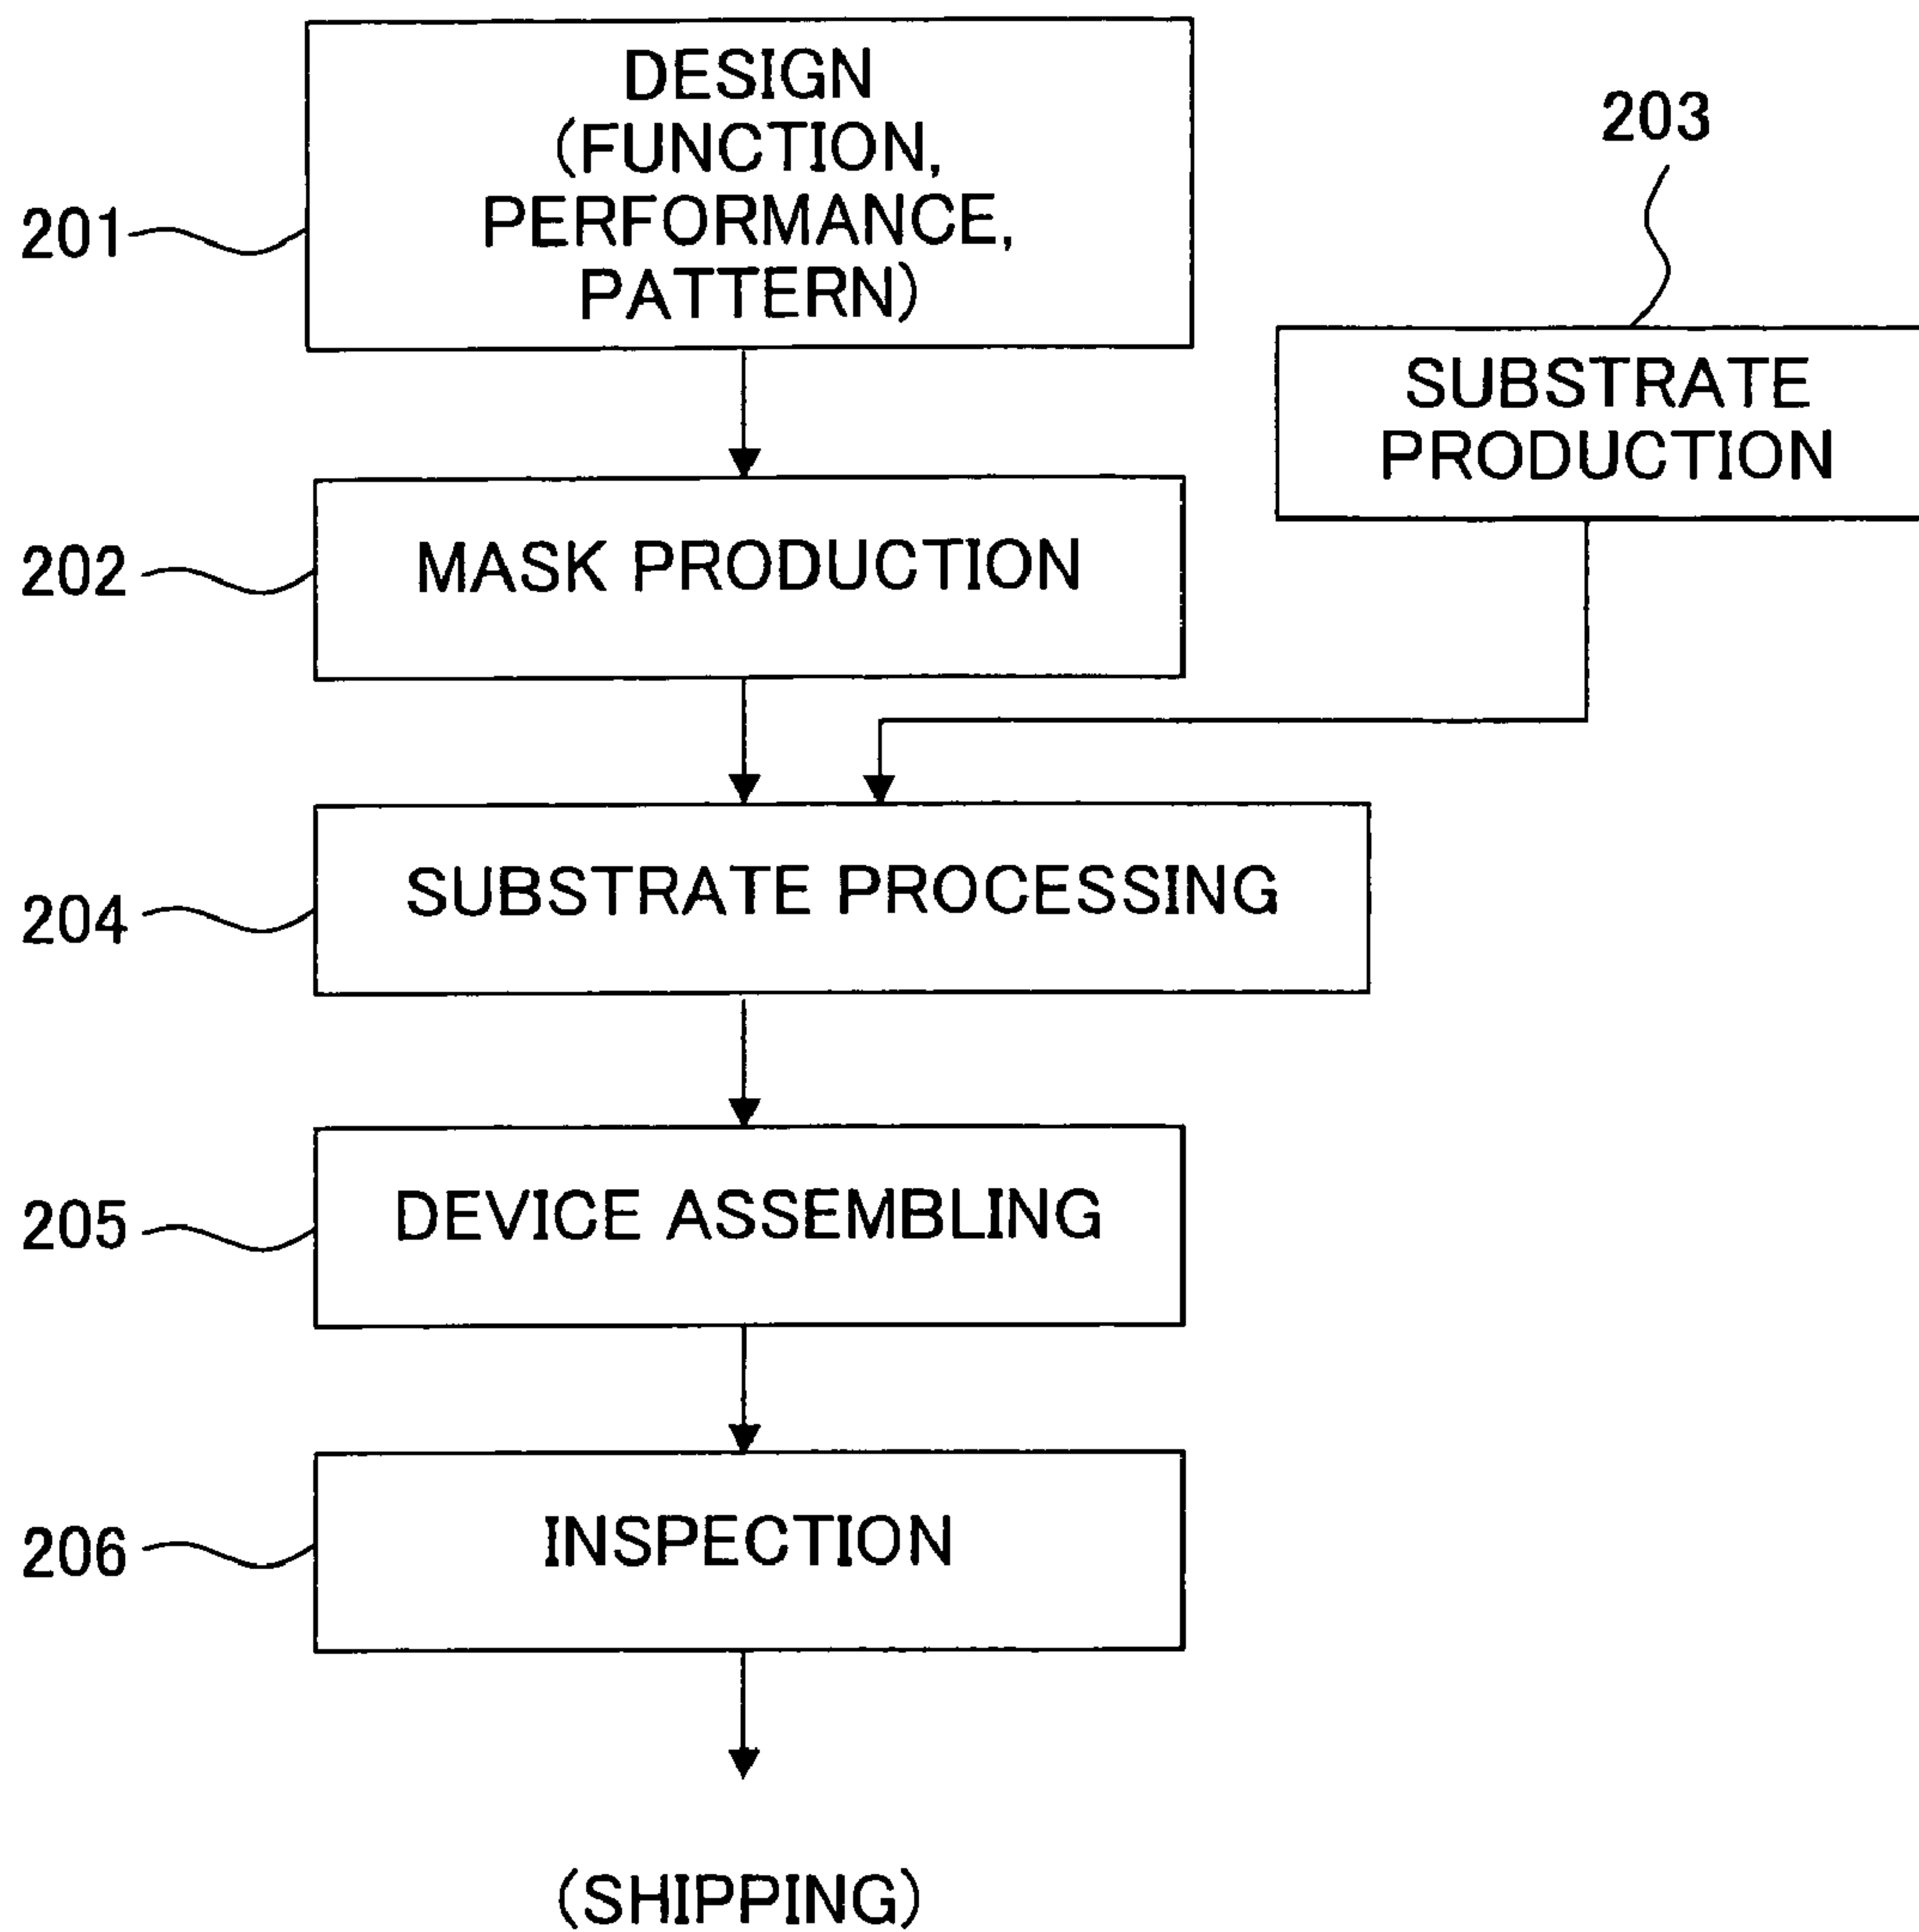 DESIGN
(FUNCTION,
PERFORMANCE,
PATTERN)
201
203
SUBSTRATE
PRODUCTION
202
MASK PRODUCTION
204
SUBSTRATE PROCESSING
205
DEVICE ASSEMBLING
206
INSPECTION
(SHIPPING)